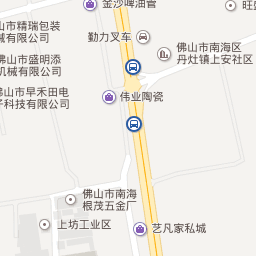 金沙啤油管
山市精瑞包装
有限公司
勤力叉车
旺
佛山市南海区
丹灶镇上安社区
佛山市盛明添
机械有限公司
伟业陶瓷
山市早禾田电
子科技有限公司
佛山市南海
根茂五金厂
上坊工业区
艺凡家私城